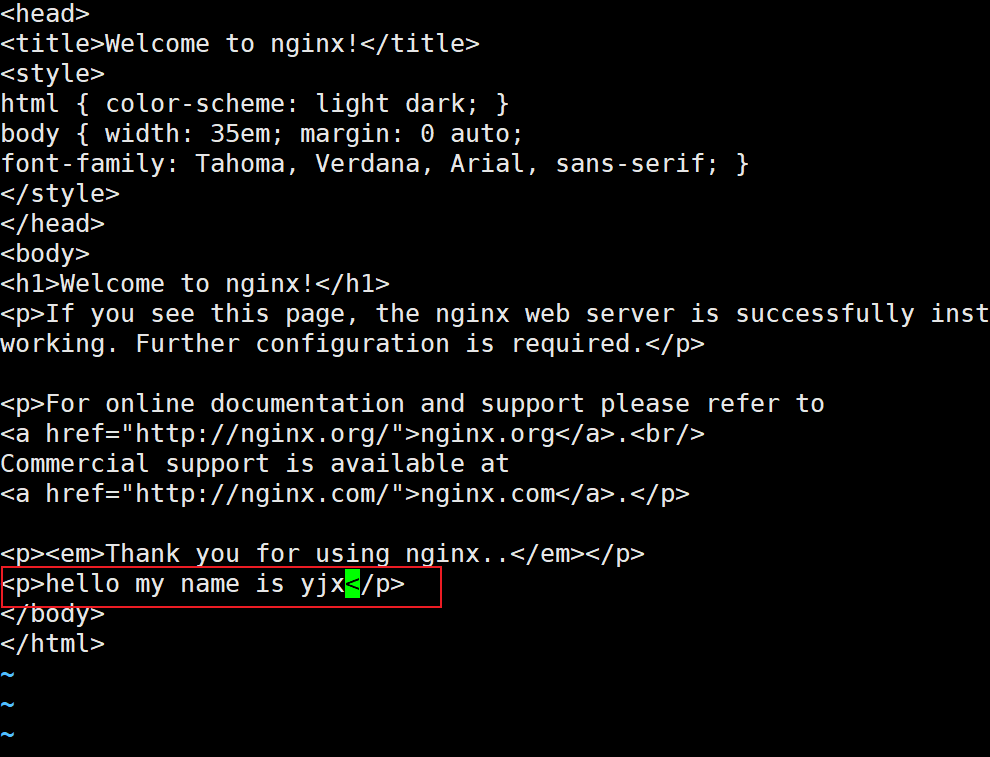 <head>
<title>Welcome to nginx!</title>
<style>
html { color-scheme: light dark; }
body { width: 35em; margin: 0 auto;
font-family: Tahoma, Verdana, Arial, sans-serif; }
</style>
</head>
<body>
<h1>Welcome to nginx!</h1>
<p>If you see this page, the nginx web server is successfully inst
working. Further configuration is required.</p>

<p>For online documentation and support please refer to
<a href="http://nginx.org/">nginx.org</a>.<br/>
Commercial support is available at
<a href="http://nginx.com/">nginx.com</a>.</p>

<p><em>Thank you for using nginx..</em></p>
<p>hello my name is yjx</p>
</body>
</html>
~
~
~